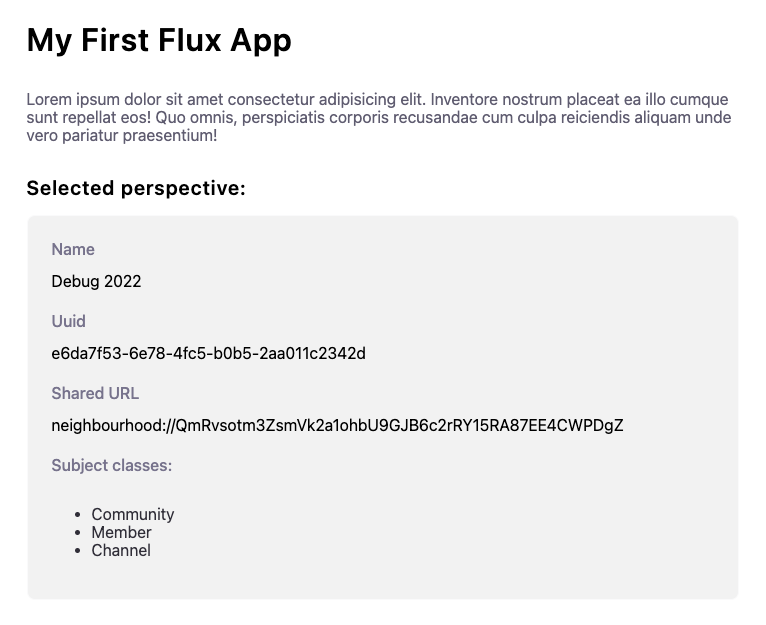 My First Flux App
Lorem ipsum dolor sit amet consectetur adipisicing elit. Inventore nostrum placeat ea illo cumque
sunt repellat eos! Quo omnis, perspiciatis corporis recusandae cum culpa reiciendis aliquam unde
vero pariatur praesentium!
Selected perspective:
Name
Debug 2022
Uuid
e6da7f53-6e78-4fc5-b0b5-2aa011c2342d
Shared URL
neighbourhood://QmRvsotm3ZsmVk2a1ohbU9GJB6c2rRY15RA87EE4CWPDgZ
Subject classes:
• Community
• Member
• Channel